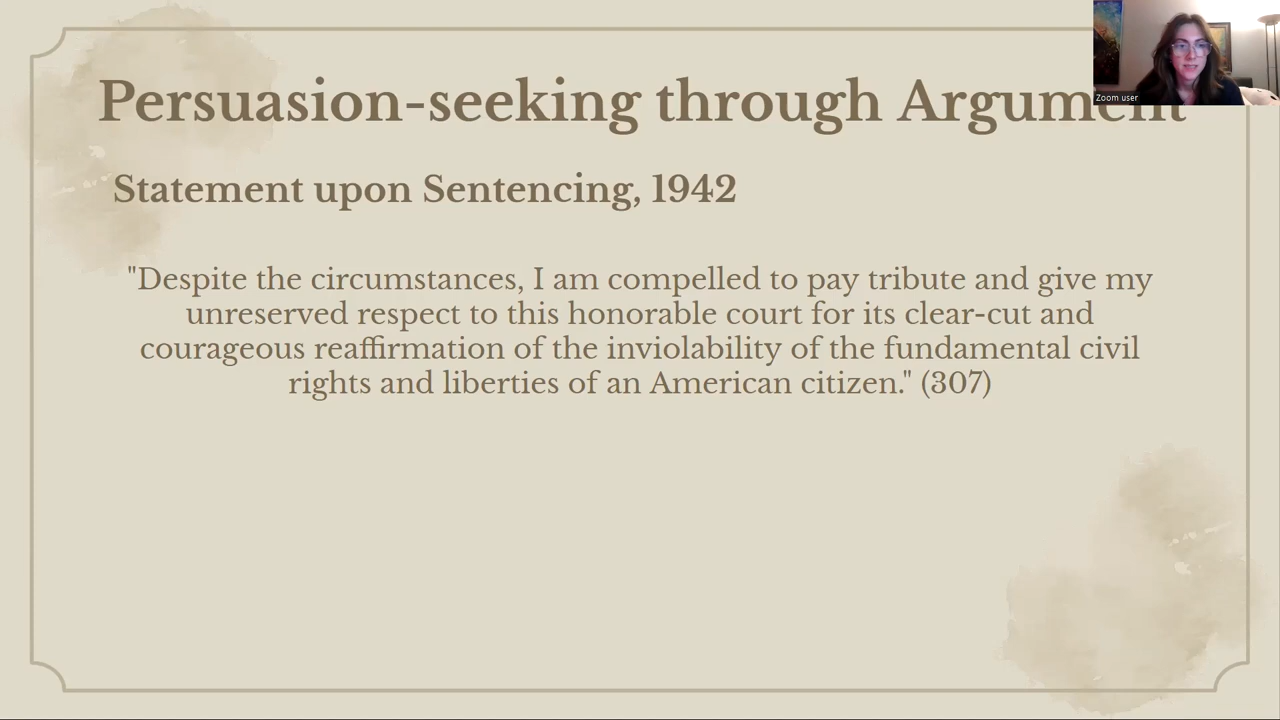 Persuasion-seeking through Argument
Statement upon Sentencing, 1942
"Despite the circumstances, I am compelled to pay tribute and give my
unreserved respect to this honorable court for its clear-cut and
courageous reaffirmation of the inviolability of the fundamental civil
rights and liberties of an American citizen." (307)
Zoom user